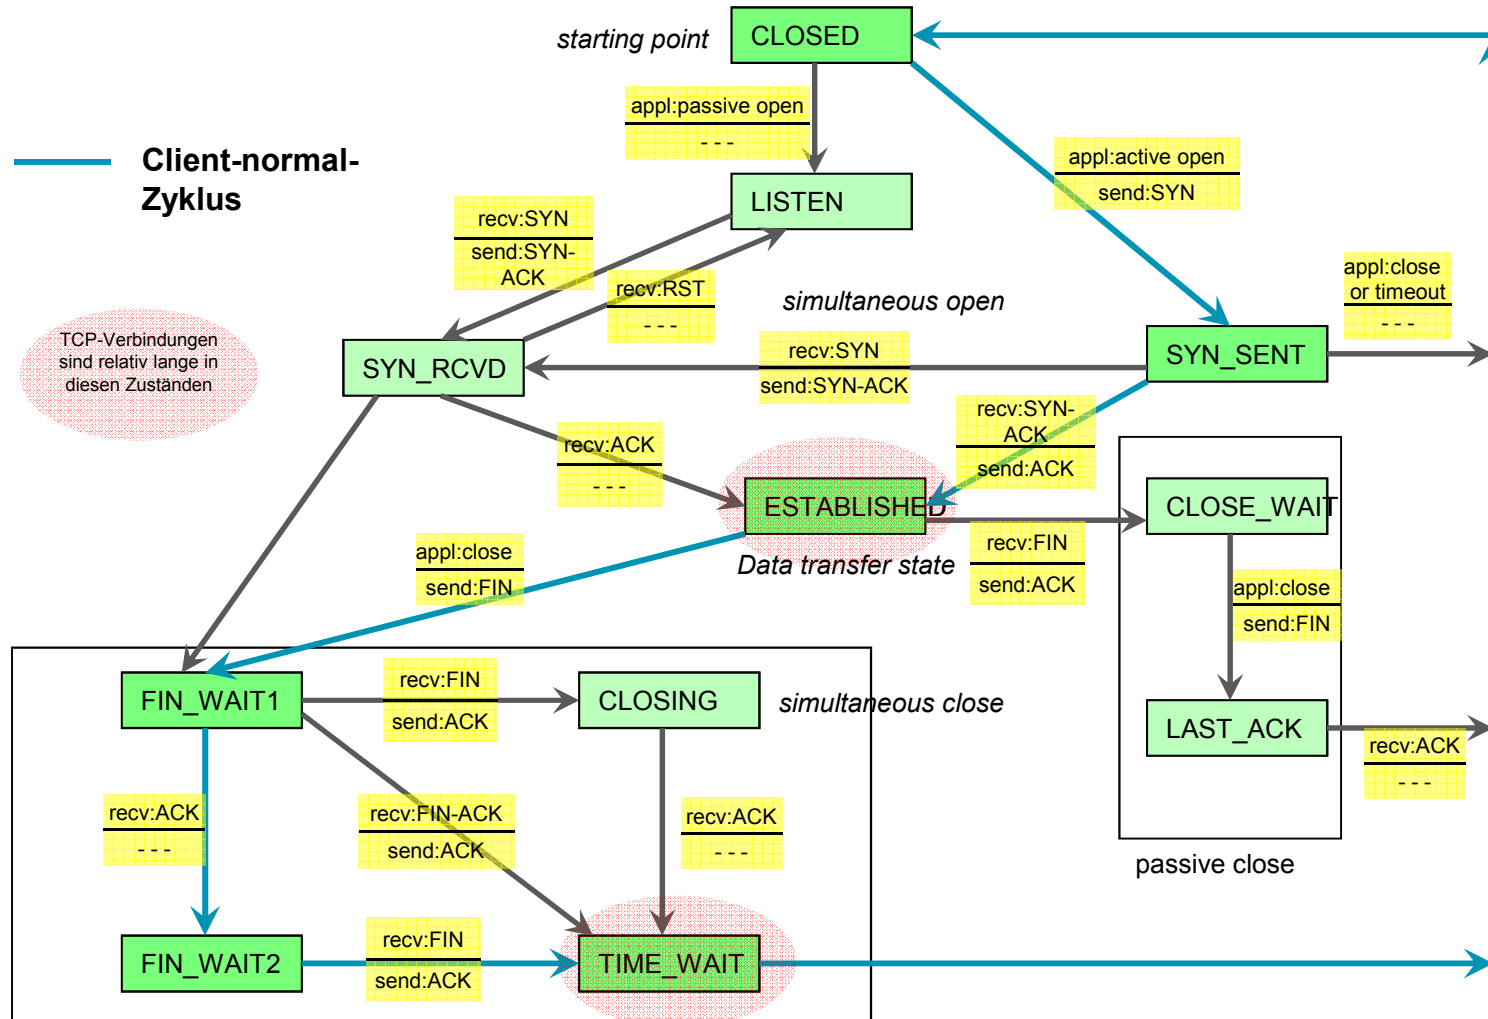 starting point
CLOSED
appl:passive open
- - -
Client-normal-
Zyklus
appl:active open
send:SYN
LISTEN
recv:SYN
send:SYN-
ACK
recv:RST
- - -
simultaneous open
appl:close
or timeout
- - -
TCP-Verbindungen
sind relativ lange in
diesen Zuständen
SYN_RCVD
recv:SYN
send:SYN-ACK
SYN_SENT
recv:SYN-
ACK
send:ACK
recv:ACK
- - -
ESTABLISHED
CLOSE_WAIT
appl:close
send:FIN
Data transfer state
recv:FIN
send:ACK
appl:close
send:FIN
FIN_WAIT1
recv:FIN
send:ACK
CLOSING
simultaneous close
LAST_ACK
recv:ACK
- - -
recv:ACK
- - -
recv:FIN-ACK
send:ACK
recv:ACK
- - -
passive close
FIN_WAIT2
recv:FIN
send:ACK
TIME_WAIT